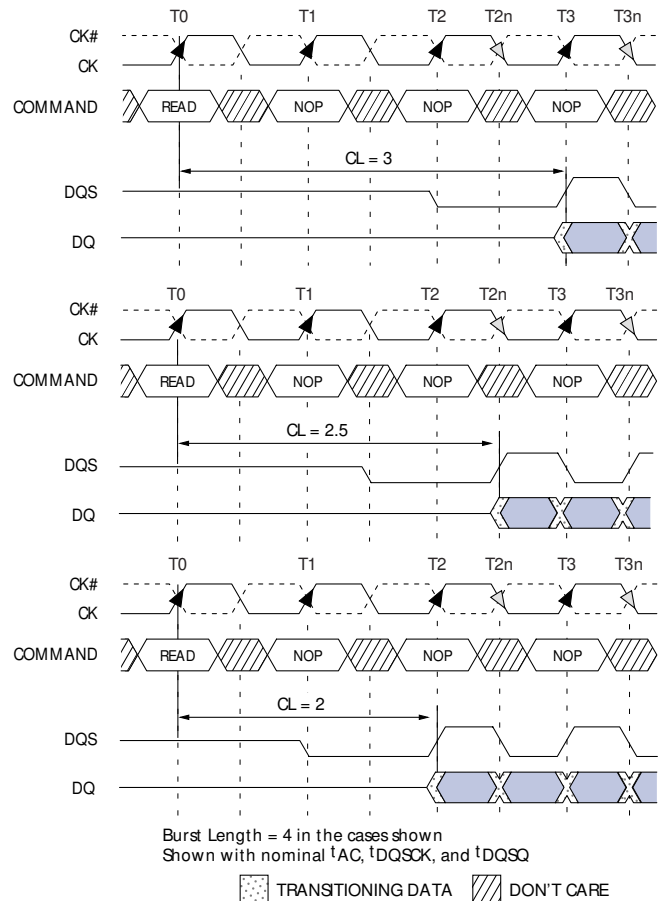 T0 T1 T2 T2n T3 T3n
CK#
CK
COMMAND READ NOP NOP NOP
CL = 3
DQS
DQ
T0 T1 T2 T2n T3 T3n
CK#
CK
COMMAND READ NOP NOP NOP
CL = 2.5
DQS
DQ
T0 T1 T2 T2n T3 T3n
CK#
CK
COMMAND READ NOP NOP NOP
CL = 2
DQS
DQ
Burst Length = 4 in the cases shown
Shown with nominal tAC, tDQSCK, and tDQSQ
TRANSITIONING DATA DON'T CARE